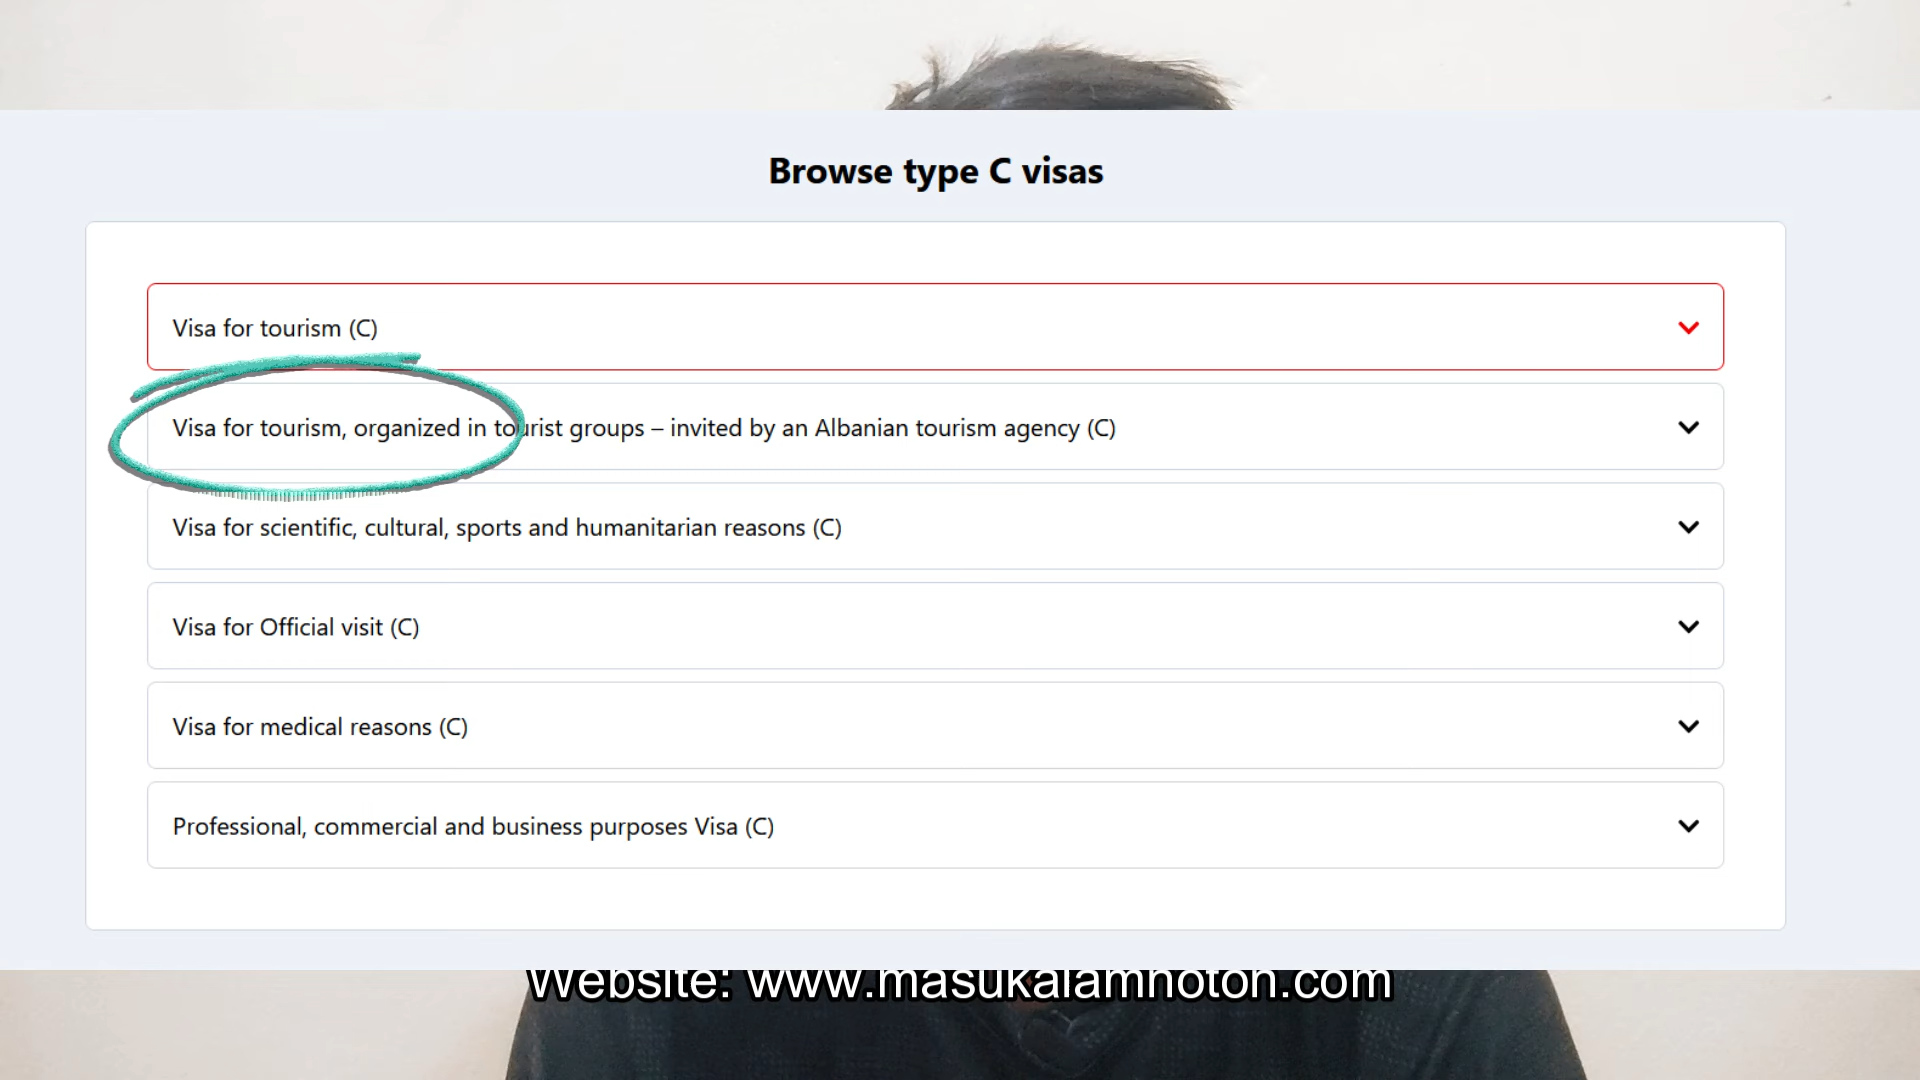 Browse type C visas
Visa for tourism (C)
Visa for tourism, organized in tourist groups – invited by an Albanian tourism agency (C)
Visa for scientific, cultural, sports and humanitarian reasons (C)
Visa for Official visit (C)
Visa for medical reasons (C)
Professional, commercial and business purposes Visa (C)
Website: www.masukalamnoton.com